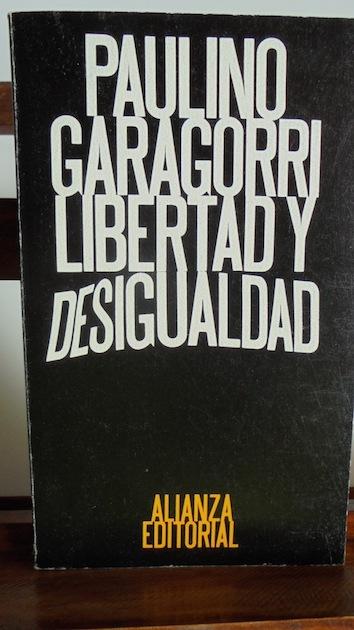 PAULINO
GARAGORRI
LIBERTAD Y
DESIGUALDAD
ALIANZA
EDITORIAL